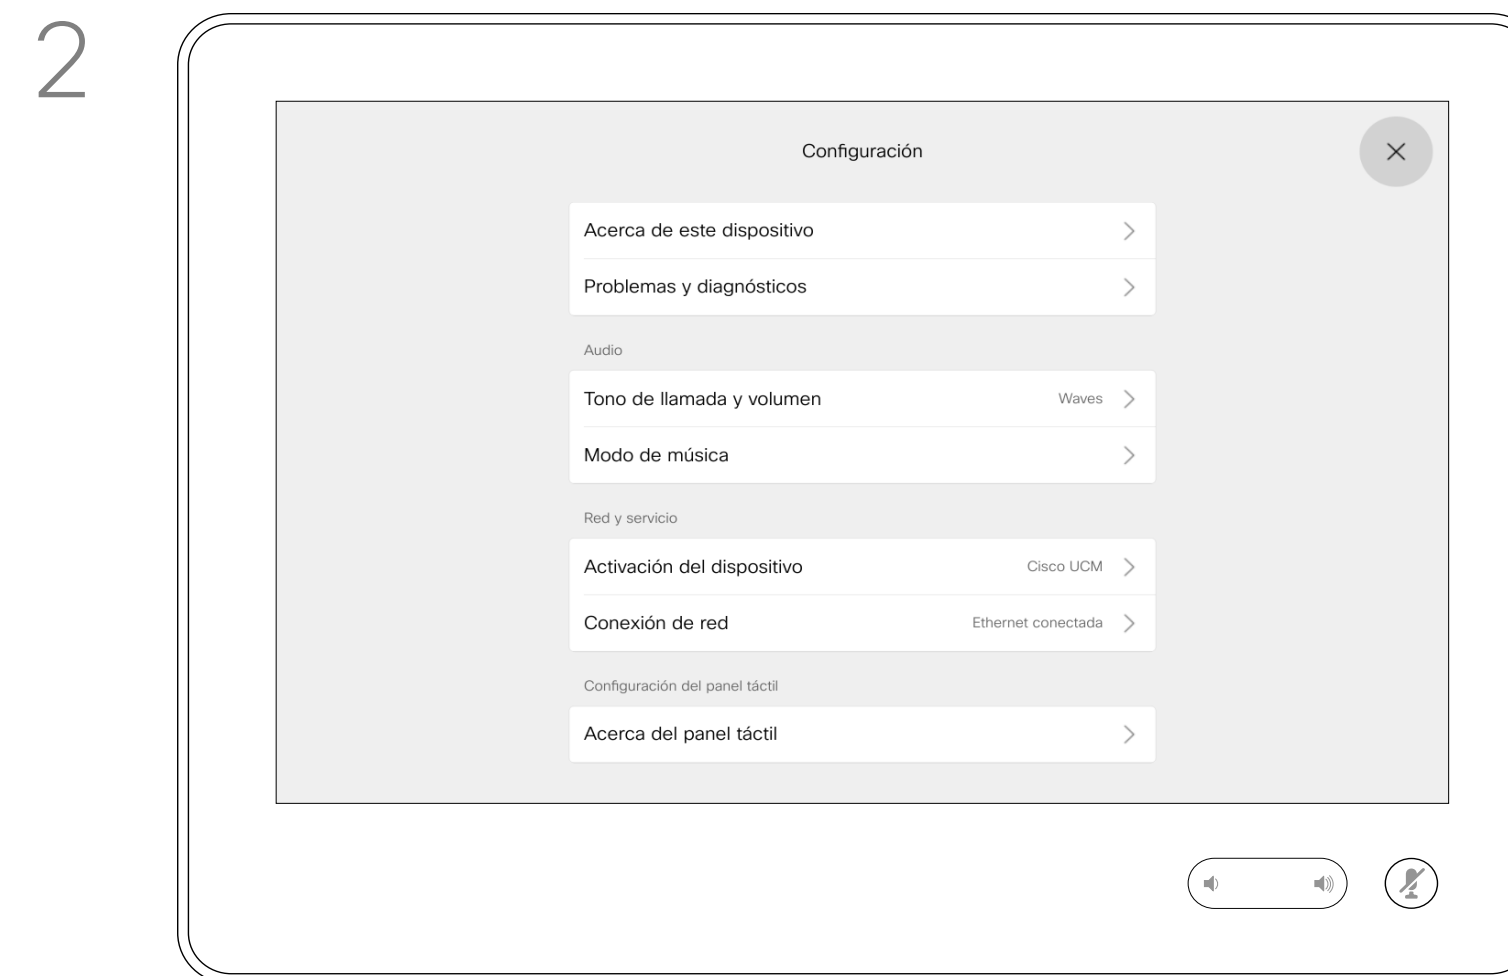 2
Configuración
Acerca de este dispositivo
Problemas y diagnósticos
Audio
Tono de llamada y volumen Waves
Modo de música
Red y servicio
Activación del dispositivo Cisco UCM
Conexión de red Ethernet conectada
Configuración del panel táctil
Acerca del panel táctil